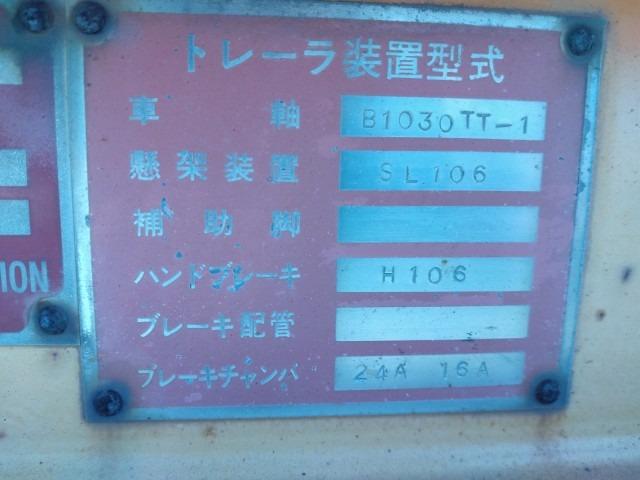 トレーラ装置型式
車軸 B1030TT-1
懸架装置 SL106
補助脚
ハンドブレーキ H106
ブレーキ配管
ブレーキチャンバ 24A 16A
ION